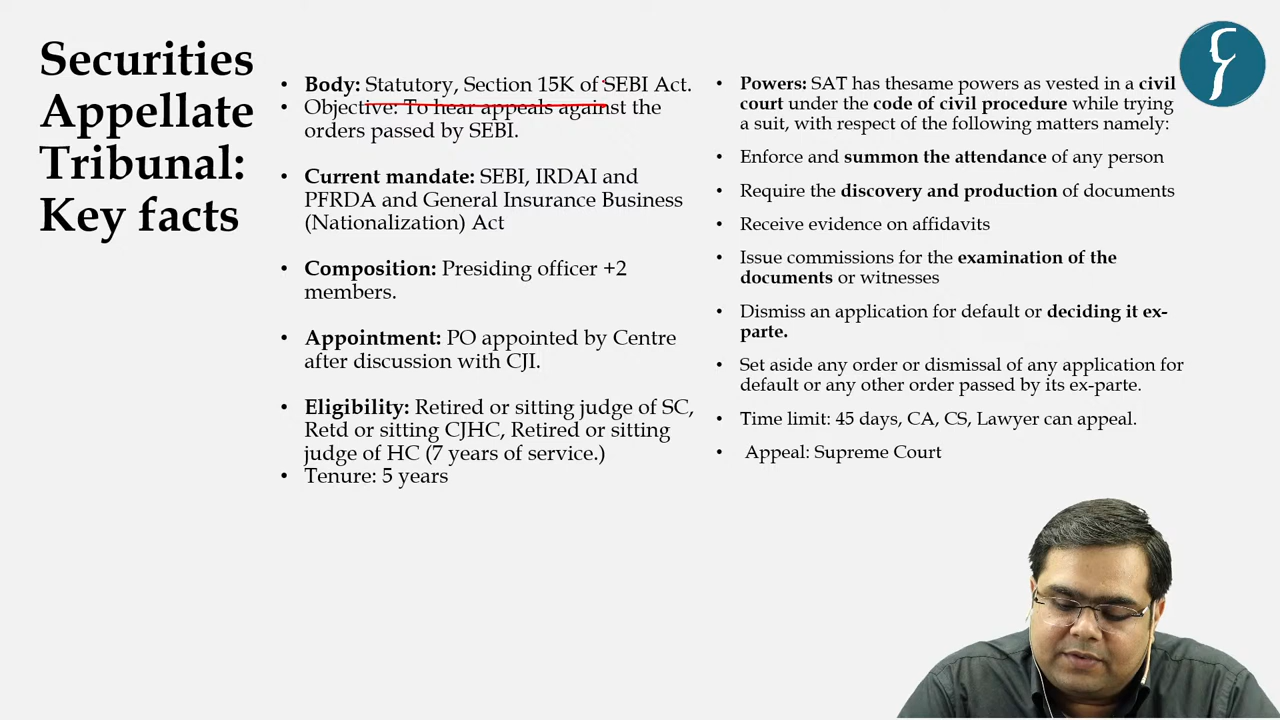 Securities
Appellate
Tribunal:
Key facts
• Body: Statutory, Section 15K of SEBI Act.
• Objective: To hear appeals against the
orders passed by SEBI.
• Current mandate: SEBI, IRDAI and
PFRDA and General Insurance Business
(Nationalization) Act
• Composition: Presiding officer +2
members.
• Appointment: PO appointed by Centre
after discussion with CJI.
• Eligibility: Retired or sitting judge of SC,
Retd or sitting CJHC, Retired or sitting
judge of HC (7 years of service.)
• Tenure: 5 years
• Powers: SAT has thesame powers as vested in a civil
court under the code of civil procedure while trying
a suit, with respect of the following matters namely:
• Enforce and summon the attendance of any person
• Require the discovery and production of documents
• Receive evidence on affidavits
• Issue commissions for the examination of the
documents or witnesses
• Dismiss an application for default or deciding it ex-
parte.
• Set aside any order or dismissal of any application for
default or any other order passed by its ex-parte.
• Time limit: 45 days, CA, CS, Lawyer can appeal.
• Appeal: Supreme Court